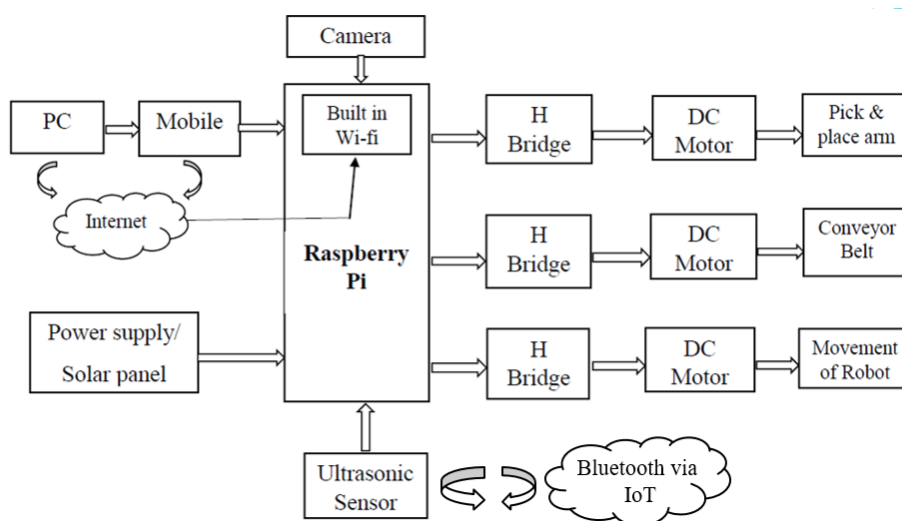 Camera
PC
Mobile
Built in
Wi-fi
H
Bridge
DC
Motor
Pick &
place arm
Internet
Raspberry
Pi
H
Bridge
DC
Motor
Conveyor
Belt
Power supply/
Solar panel
H
Bridge
DC
Motor
Movement
of Robot
Ultrasonic
Sensor
Bluetooth via
IoT